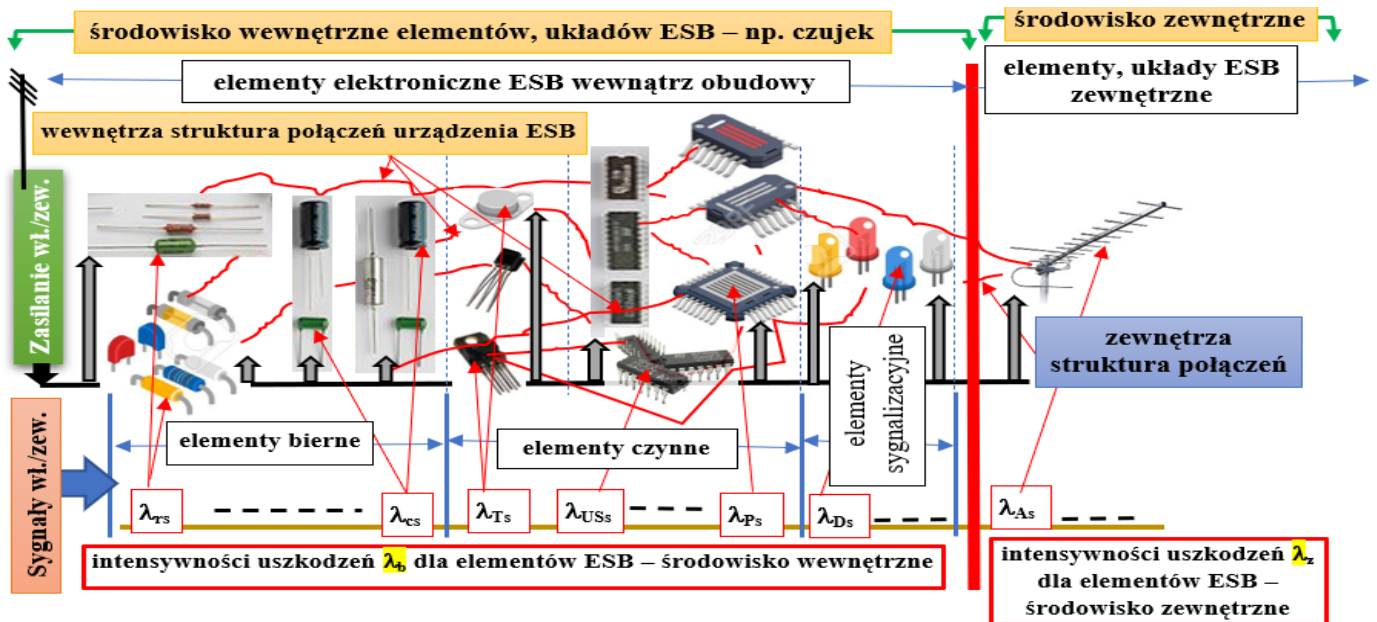 środowisko wewnętrzne elementów, układów ESB – np. czujek
środowisko zewnętrzne
elementy elektroniczne ESB wewnątrz obudowy
elementy, układy ESB
zewnętrzne
wewnętrza struktura połączeń urządzenia ESB
Zasilanie wł./zew.
zewnętrza
struktura połączeń
Sygnały wł./zew.
elementy bierne
elementy czynne
elementy
sygnalizacyjne
λrs
λcs
λTs
λUSs
λPs
λDs
λAs
intensywności uszkodzeń λb dla elementów ESB – środowisko wewnętrzne
intensywności uszkodzeń λz
dla elementów ESB –
środowisko zewnętrzne